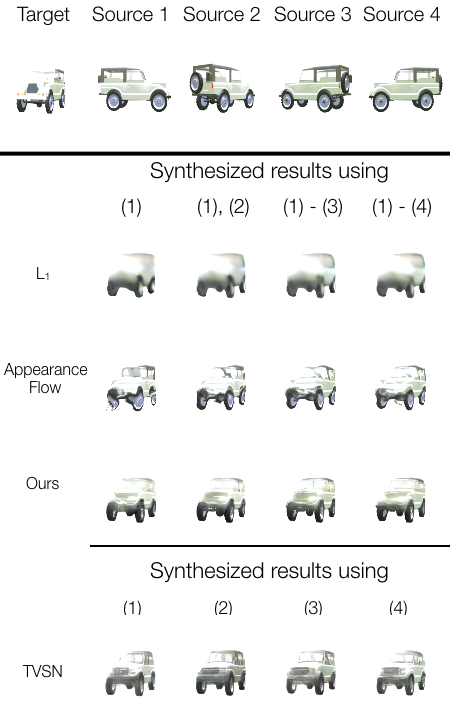 Target Source 1 Source 2 Source 3 Source 4
Synthesized results using
(1) (1), (2) (1) - (3) (1) - (4)
L₁
Appearance
Flow
Ours
Synthesized results using
(1) (2) (3) (4)
TVSN